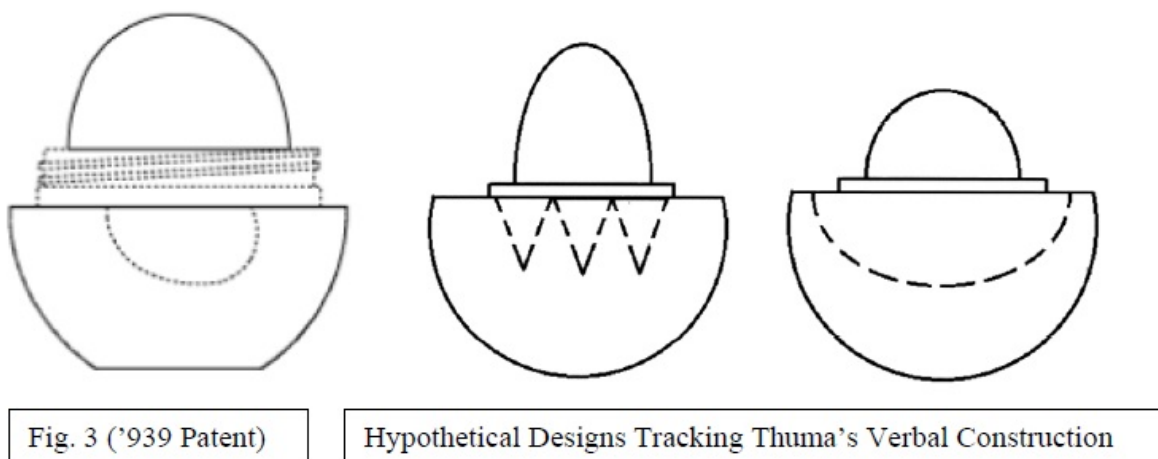 Fig. 3 (’939 Patent)
Hypothetical Designs Tracking Thuma’s Verbal Construction